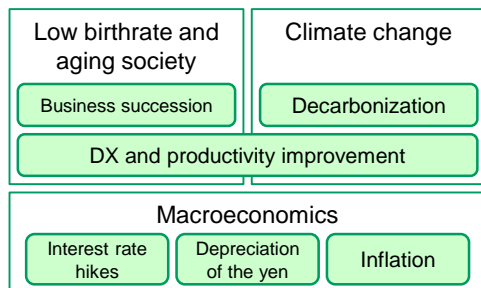 Low birthrate and
aging society
Business succession
Climate change
Decarbonization
DX and productivity improvement
Macroeconomics
Interest rate
hikes
Depreciation
of the yen
Inflation